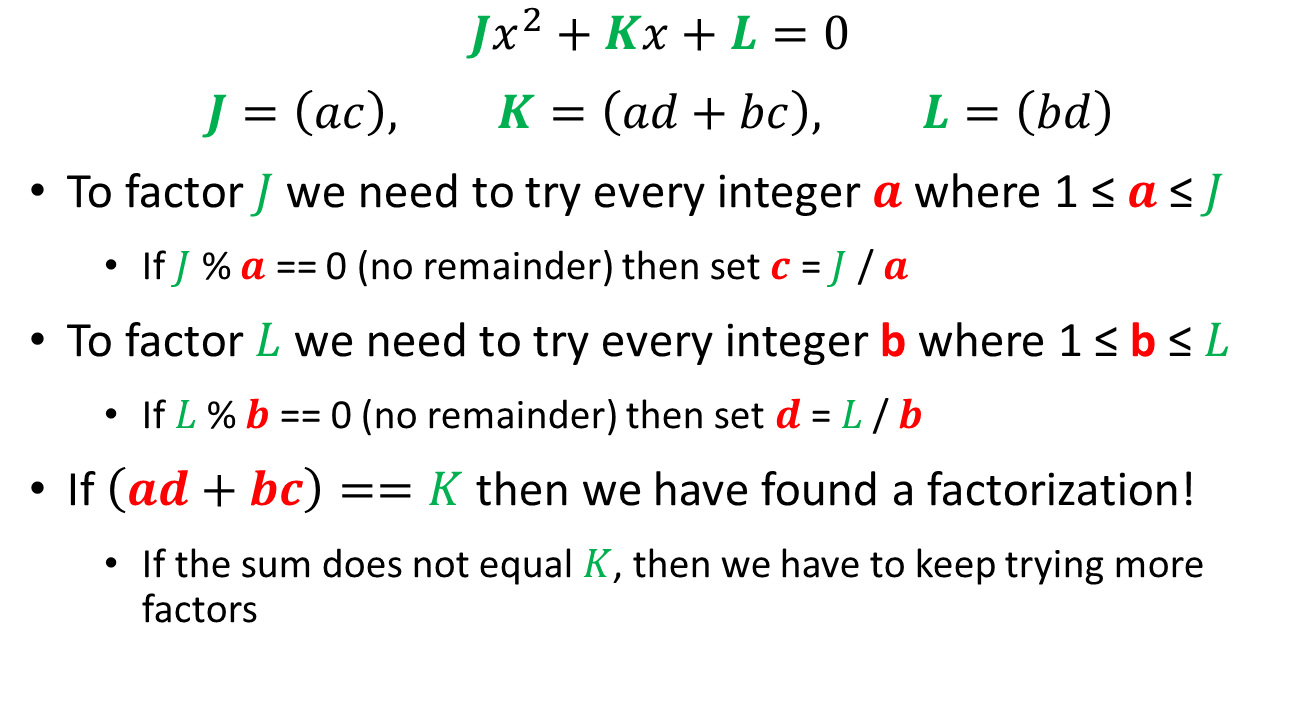 Jx² + Kx + L = 0
J = (ac), K = (ad + bc), L = (bd)
• To factor J we need to try every integer a where 1 ≤ a ≤ J
• If J % a == 0 (no remainder) then set c = J / a
• To factor L we need to try every integer b where 1 ≤ b ≤ L
• If L % b == 0 (no remainder) then set d = L / b
• If (ad + bc) == K then we have found a factorization!
• If the sum does not equal K, then we have to keep trying more
factors